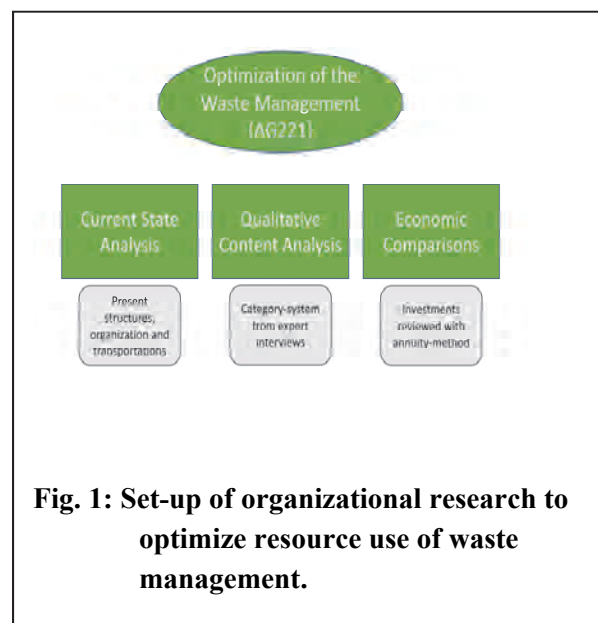 Optimization of the
Waste Management
(AG221)
Current State
Analysis
Qualitative
Content Analysis
Economic
Comparisons
Present
structures,
organization and
transportations
Category-system
from expert
interviews
Investments
reviewed with
annuity-method
Fig. 1: Set-up of organizational research to
optimize resource use of waste
management.